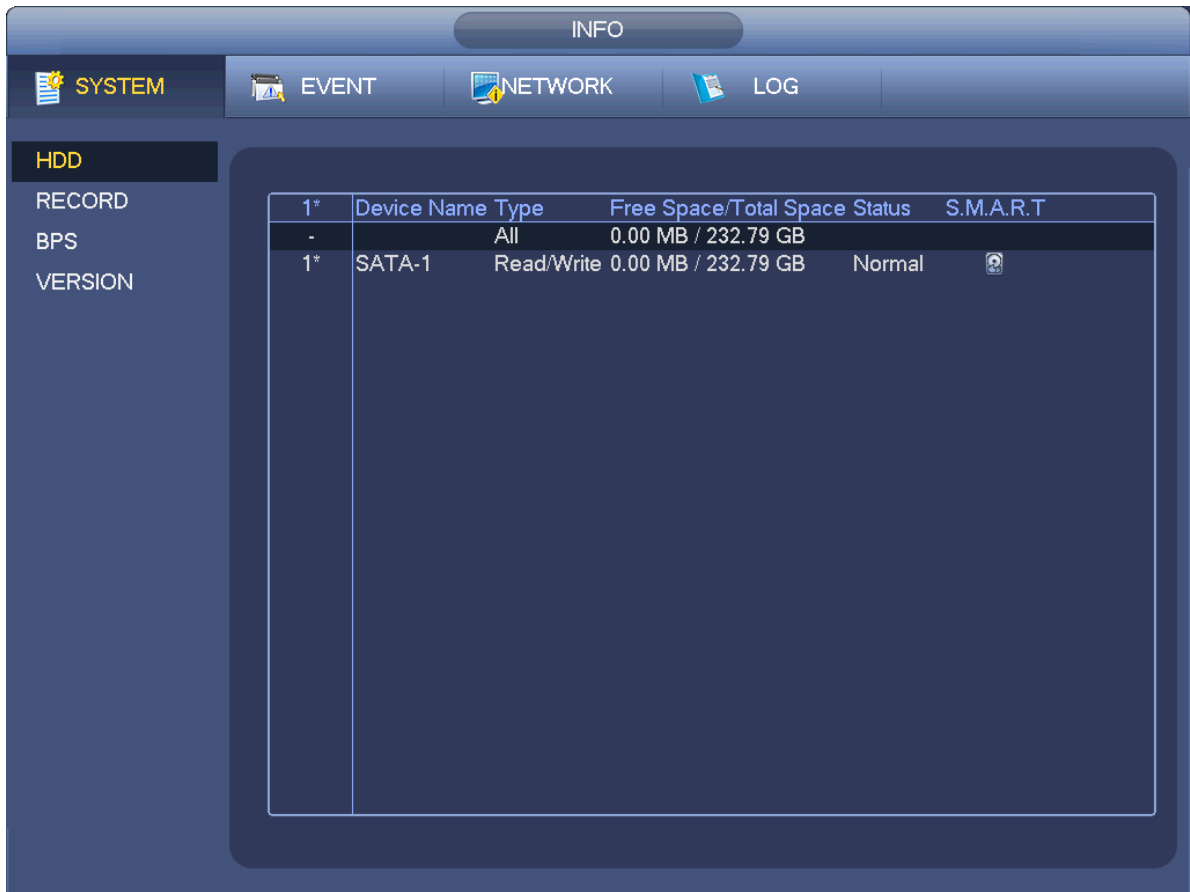 INFO
SYSTEM EVENT NETWORK LOG
HDD
RECORD
BPS
VERSION
1* Device Name Type Free Space/Total Space Status S.M.A.R.T
- All 0.00 MB / 232.79 GB
1* SATA-1 Read/Write 0.00 MB / 232.79 GB Normal